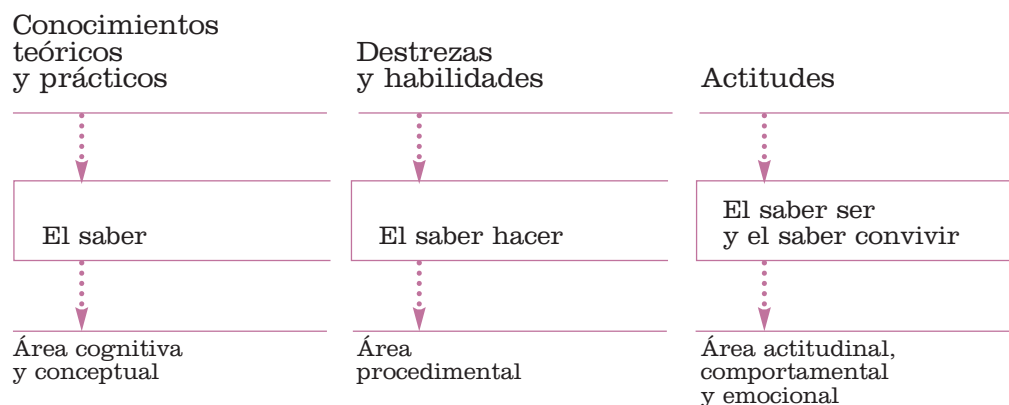 Conocimientos
teóricos
y prácticos
Destrezas
y habilidades
Actitudes
El saber
El saber hacer
El saber ser
y el saber convivir
Área cognitiva
y conceptual
Área
procedimental
Área actitudinal,
comportamental
y emocional